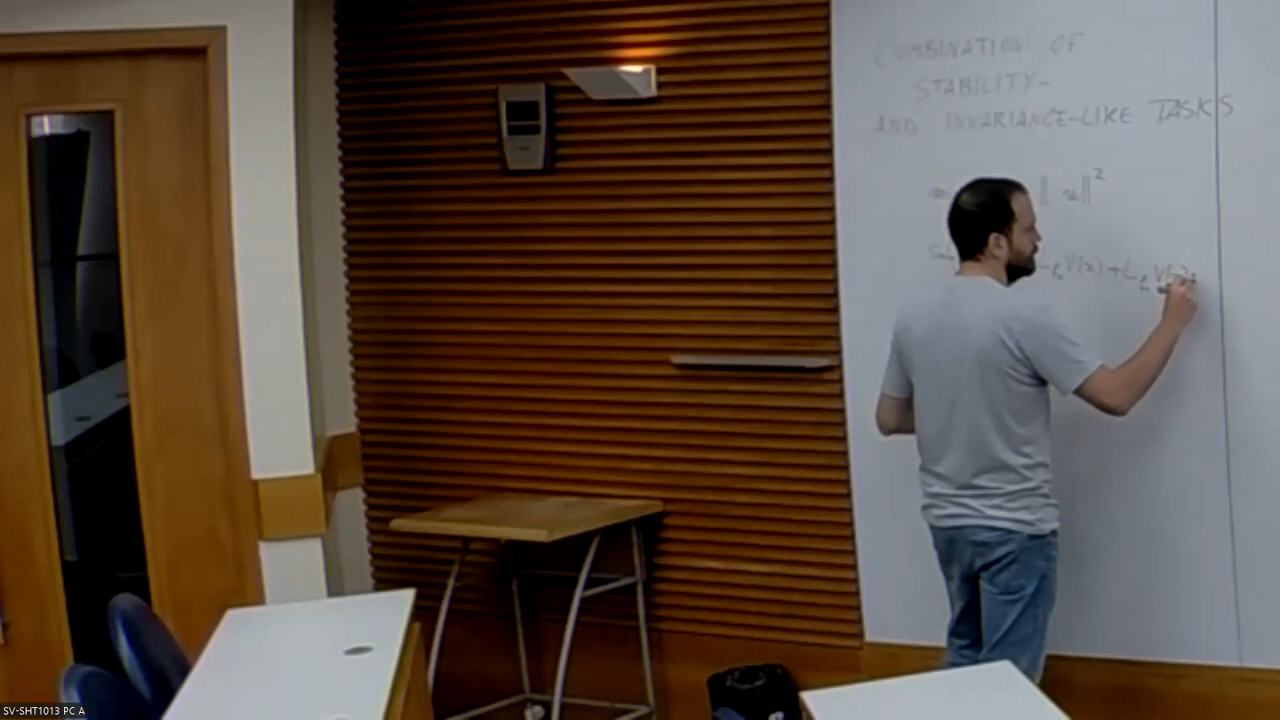 COMBINATION OF
STABILITY-
AND INVARIANCE-LIKE TASKS
‖u‖²
V(x) + L
SV-SHT1013 PC A